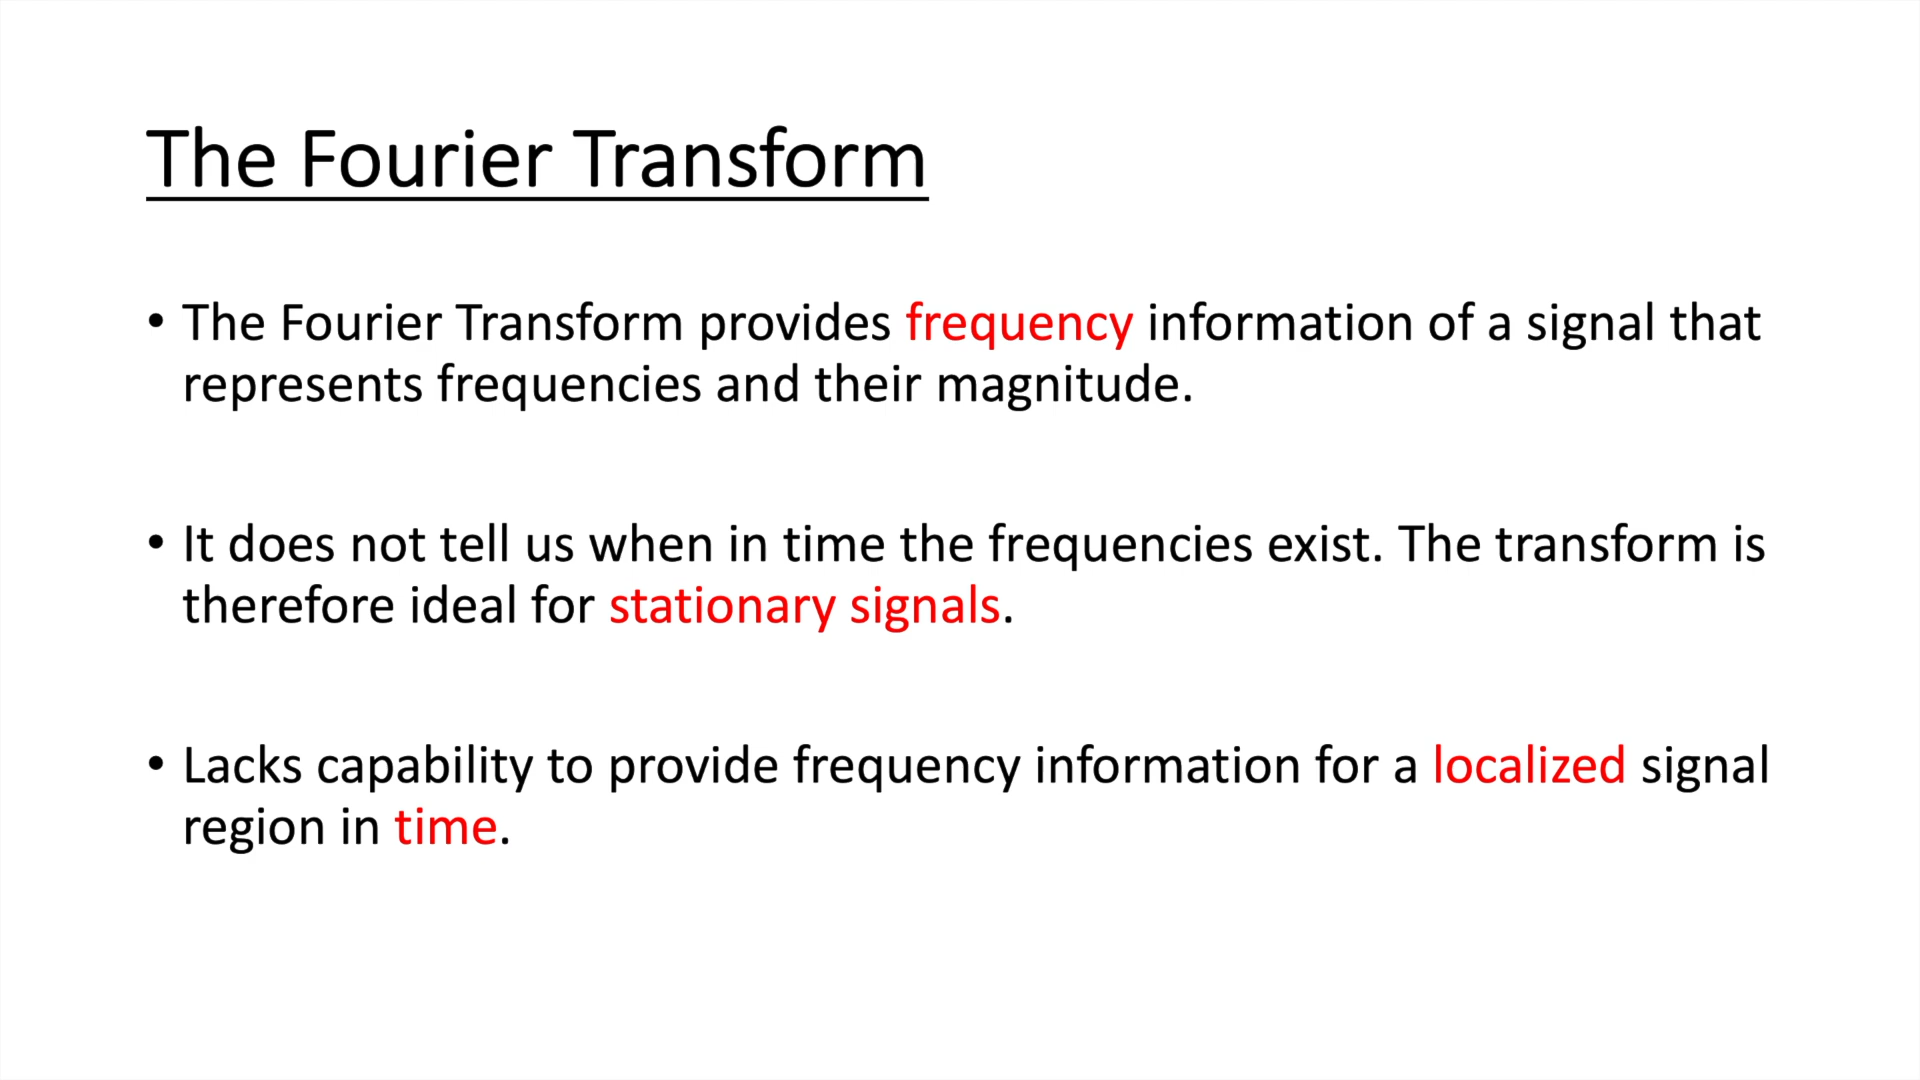 The Fourier Transform
• The Fourier Transform provides frequency information of a signal that
represents frequencies and their magnitude.
• It does not tell us when in time the frequencies exist. The transform is
therefore ideal for stationary signals.
• Lacks capability to provide frequency information for a localized signal
region in time.